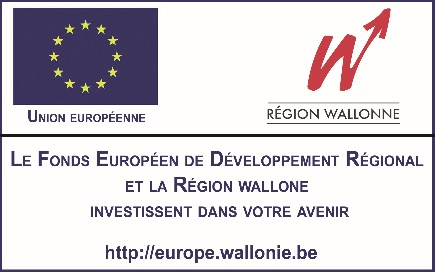 UNION EUROPÉENNE
RÉGION WALLONNE
LE FONDS EUROPÉEN DE DÉVELOPPEMENT RÉGIONAL
ET LA RÉGION WALLONE
INVESTISSENT DANS VOTRE AVENIR
http://europe.wallonie.be